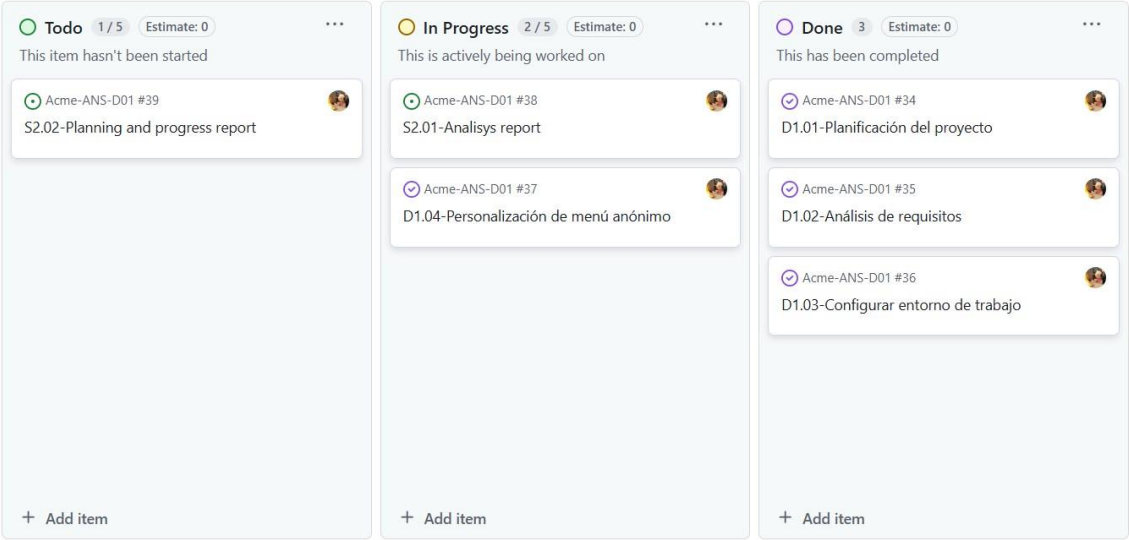 Todo 1 / 5 Estimate: 0
This item hasn't been started
Acme-ANS-D01 #39
S2.02-Planning and progress report
Add item
In Progress 2 / 5 Estimate: 0
This is actively being worked on
Acme-ANS-D01 #38
S2.01-Analisys report
Acme-ANS-D01 #37
D1.04-Personalización de menú anónimo
Add item
Done 3 Estimate: 0
This has been completed
Acme-ANS-D01 #34
D1.01-Planificación del proyecto
Acme-ANS-D01 #35
D1.02-Análisis de requisitos
Acme-ANS-D01 #36
D1.03-Configurar entorno de trabajo
Add item